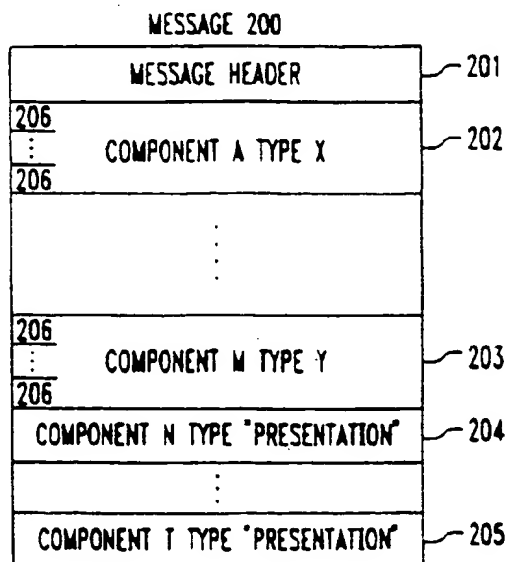 MESSAGE 200
MESSAGE HEADER 201
206
COMPONENT A TYPE X 202
206
206
COMPONENT M TYPE Y 203
206
COMPONENT N TYPE "PRESENTATION" 204
COMPONENT T TYPE "PRESENTATION" 205